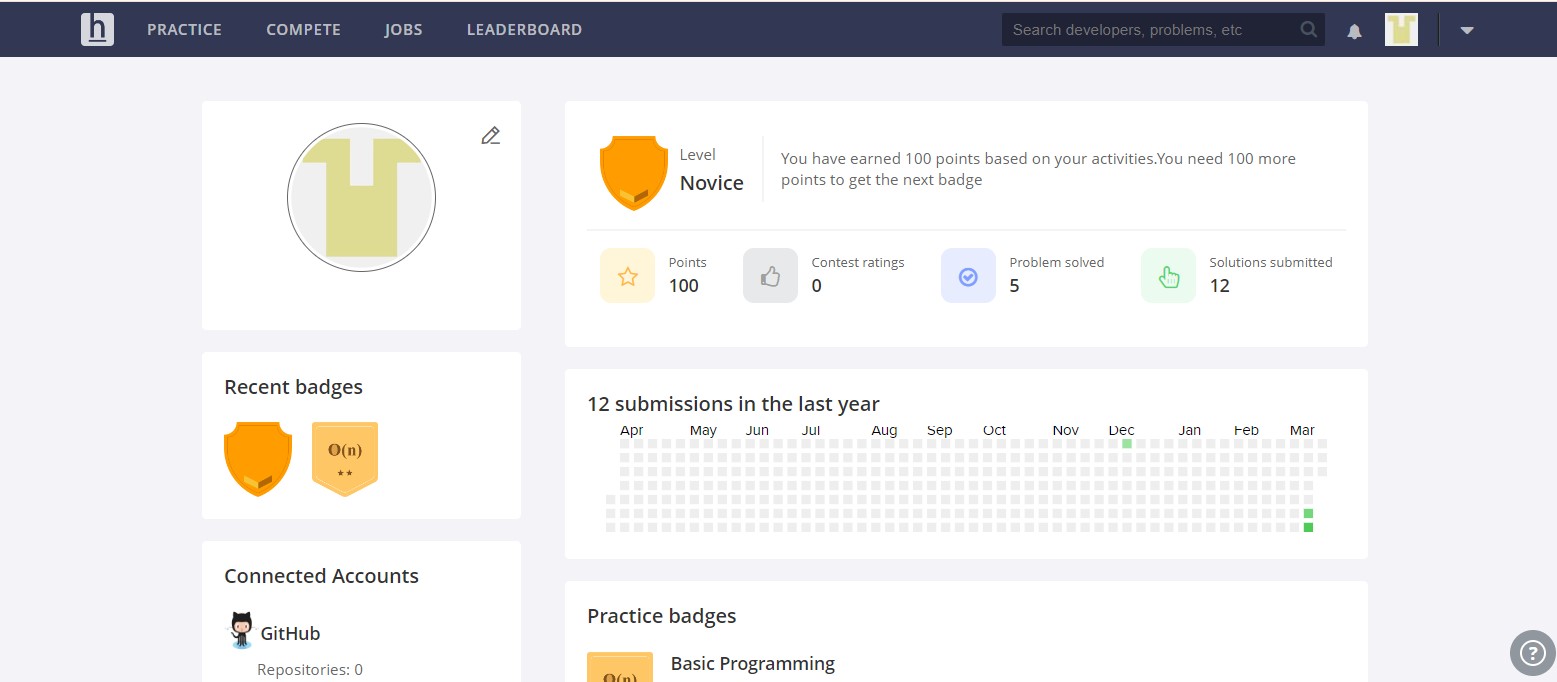 h PRACTICE COMPETE JOBS LEADERBOARD Search developers, problems, etc
Level
Novice
You have earned 100 points based on your activities.You need 100 more
points to get the next badge
Points
100
Contest ratings
0
Problem solved
5
Solutions submitted
12
Recent badges
O(n)
★★
12 submissions in the last year
Apr May Jun Jul Aug Sep Oct Nov Dec Jan Feb Mar
Connected Accounts
GitHub
Repositories: 0
Practice badges
O(n)
Basic Programming
?